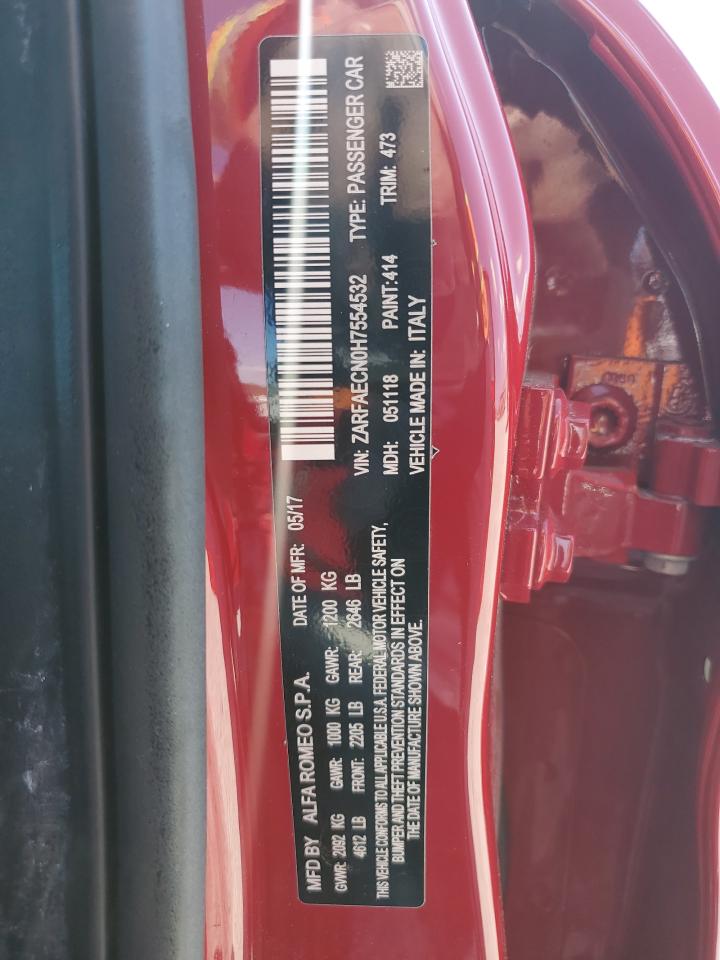 MFD BY ALFA ROMEO S.P.A. DATE OF MFR: 05/17
GVWR: 2092 KG GAWR: 1000 KG GAWR: 1200 KG
4612 LB FRONT: 2205 LB REAR: 2646 LB
THIS VEHICLE CONFORMS TO ALL APPLICABLE U.S.A. FEDERAL MOTOR VEHICLE SAFETY,
BUMPER AND THEFT PREVENTION STANDARDS IN EFFECT ON
THE DATE OF MANUFACTURE SHOWN ABOVE.
VIN: ZARFAECN0H7554532 TYPE: PASSENGER CAR
MDH: 051118 PAINT:414 TRIM: 473
VEHICLE MADE IN: ITALY